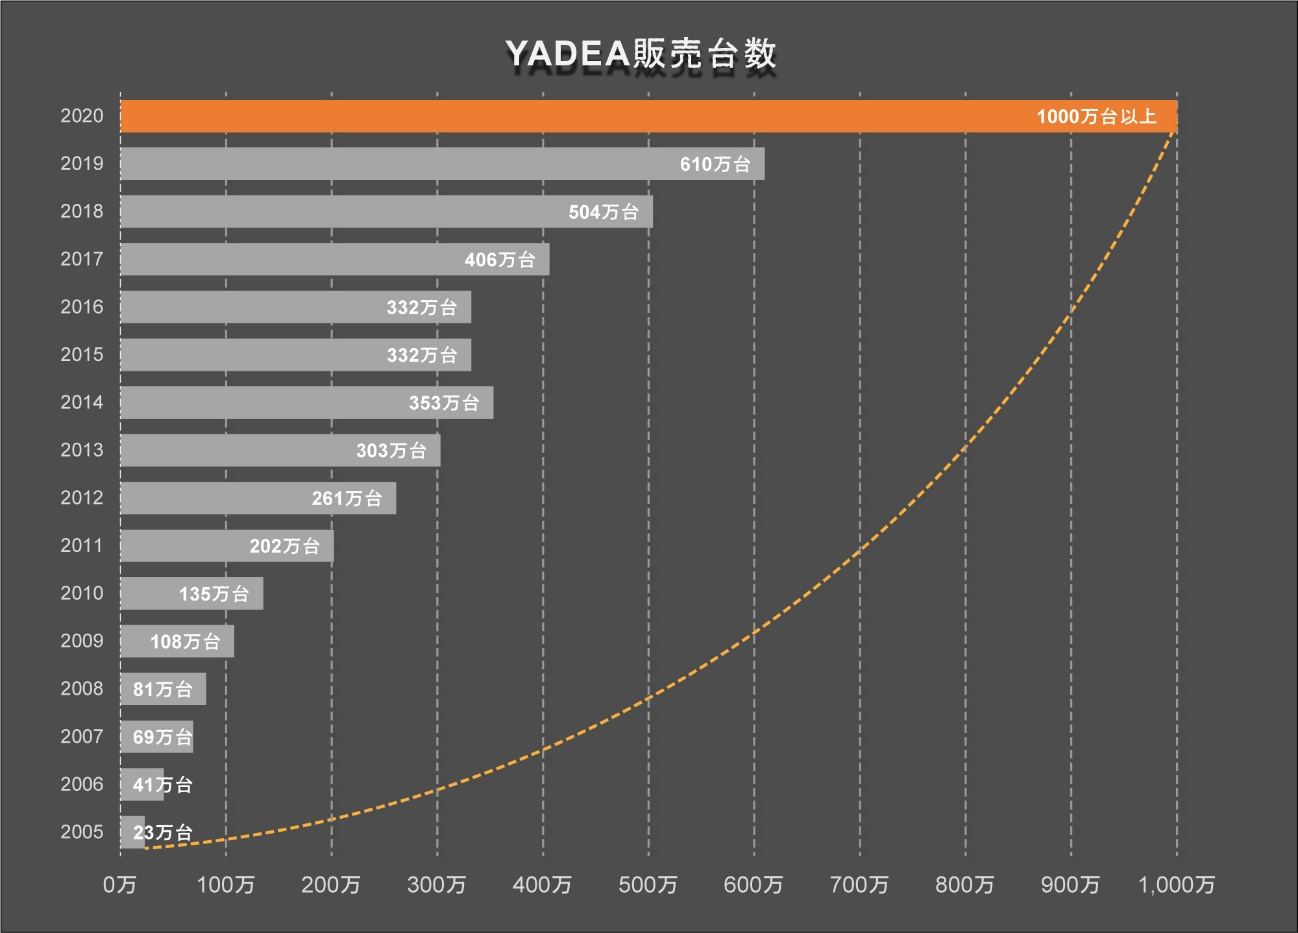 YADEA販売台数
2020 1000万台以上
2019 610万台
2018 504万台
2017 406万台
2016 332万台
2015 332万台
2014 353万台
2013 303万台
2012 261万台
2011 202万台
2010 135万台
2009 108万台
2008 81万台
2007 69万台
2006 41万台
2005 23万台
0万 100万 200万 300万 400万 500万 600万 700万 800万 900万 1,000万